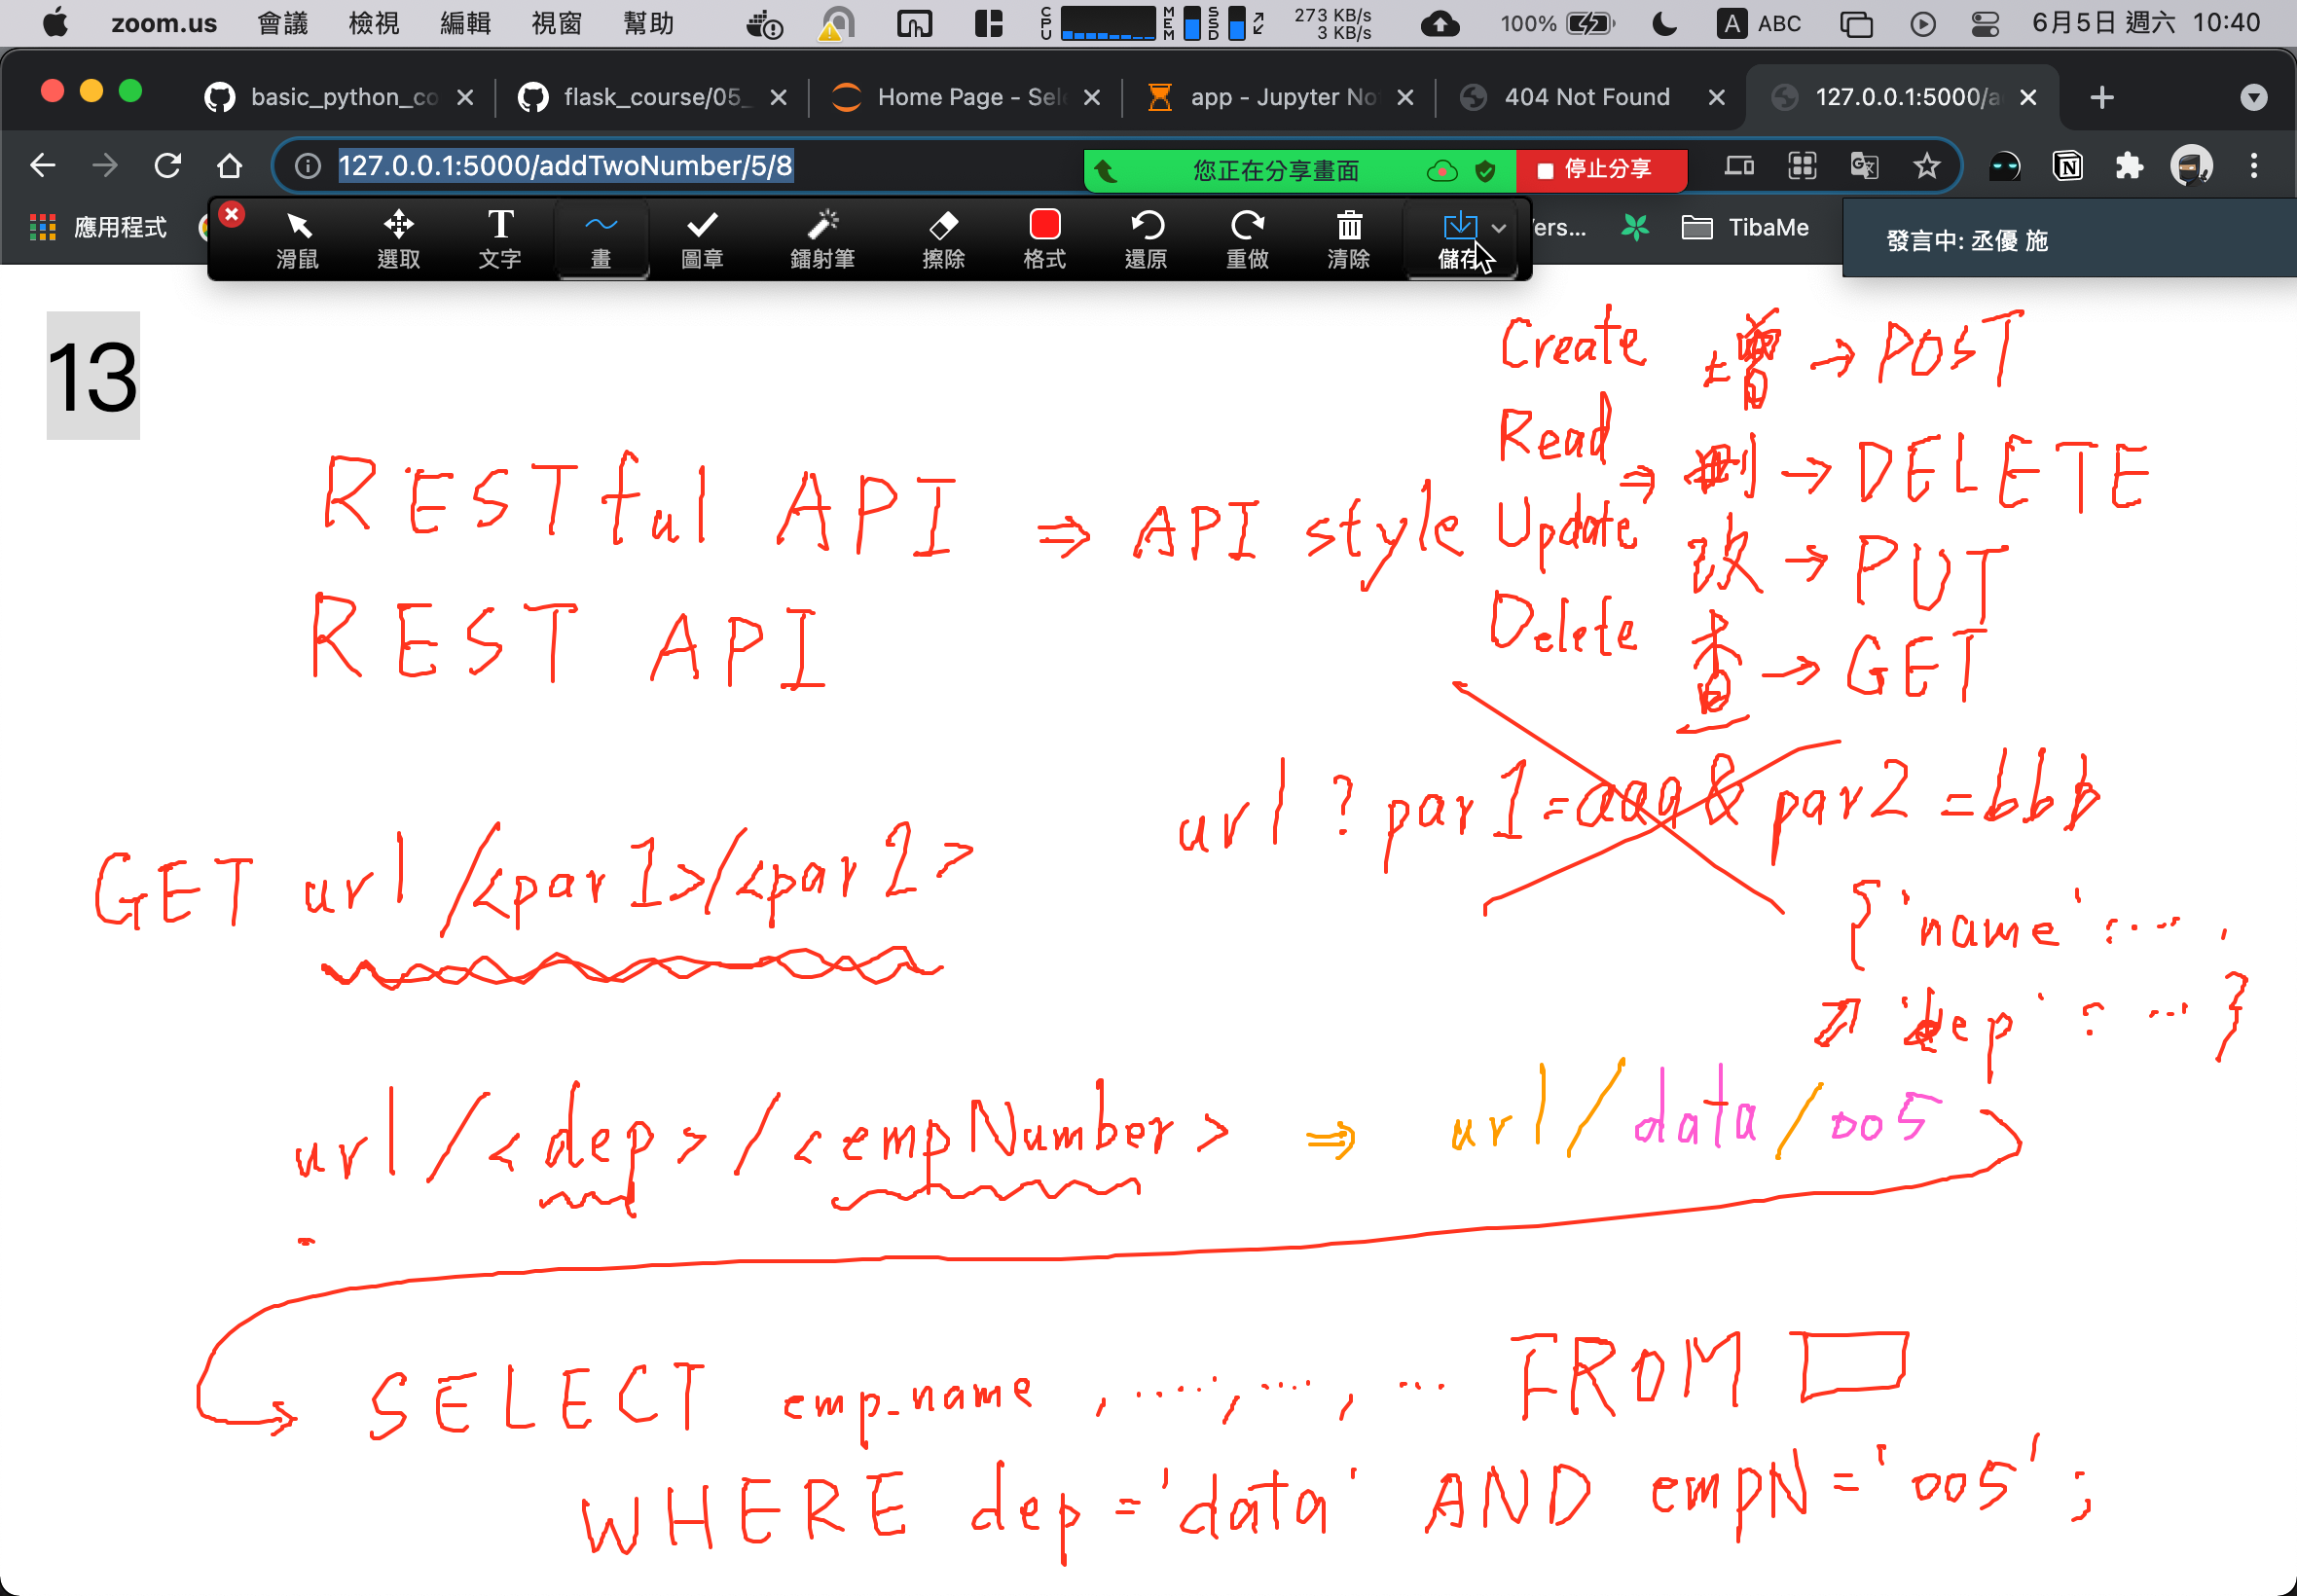 zoom.us 會議 檢視 編輯 視窗 幫助 CPU MEM SSD 273 KB/s 3 KB/s 100% A ABC 6月5日 週六 10:40
basic_python_co flask_course/05_ Home Page - Sele app - Jupyter No 404 Not Found 127.0.0.1:5000/a
127.0.0.1:5000/addTwoNumber/5/8 您正在分享畫面 停止分享
應用程式 滑鼠 選取 文字 畫 圖章 鐳射筆 擦除 格式 還原 重做 清除 儲存 ers... TibaMe 發言中: 丞優 施
13
Create 增 → POST
Read 刪 → DELETE
RESTful API ⇒ API style Update ⇒ 改 → PUT
REST API Delete 查 → GET
url ? par1=aaa&par2=bbb
GET url/<par1>/<par2>
{'name':....,
'dep': ...}
url/<dep>/<empNumber> ⇒ url/data/005
SELECT emp_name, ....., ...., ... FROM
WHERE dep='data' AND empN='005';